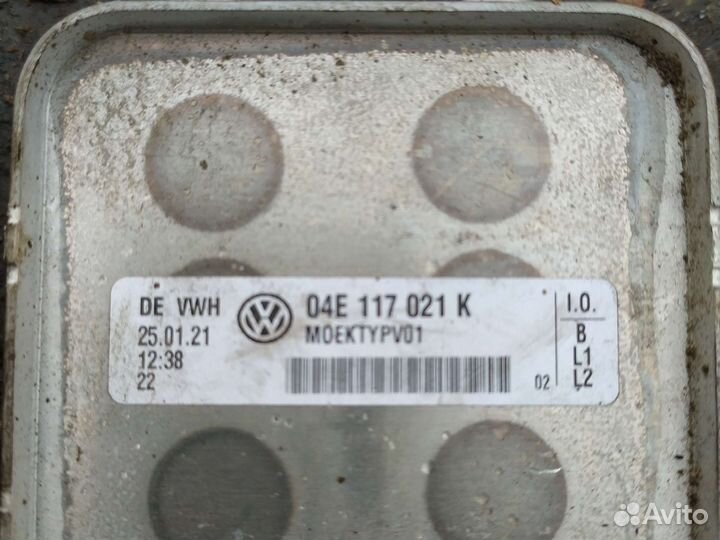 DE VWH
25.01.21
12:38
22
04E 117 021 K
MOEKTYPV01
02
I.O.
B
L1
L2
Avito